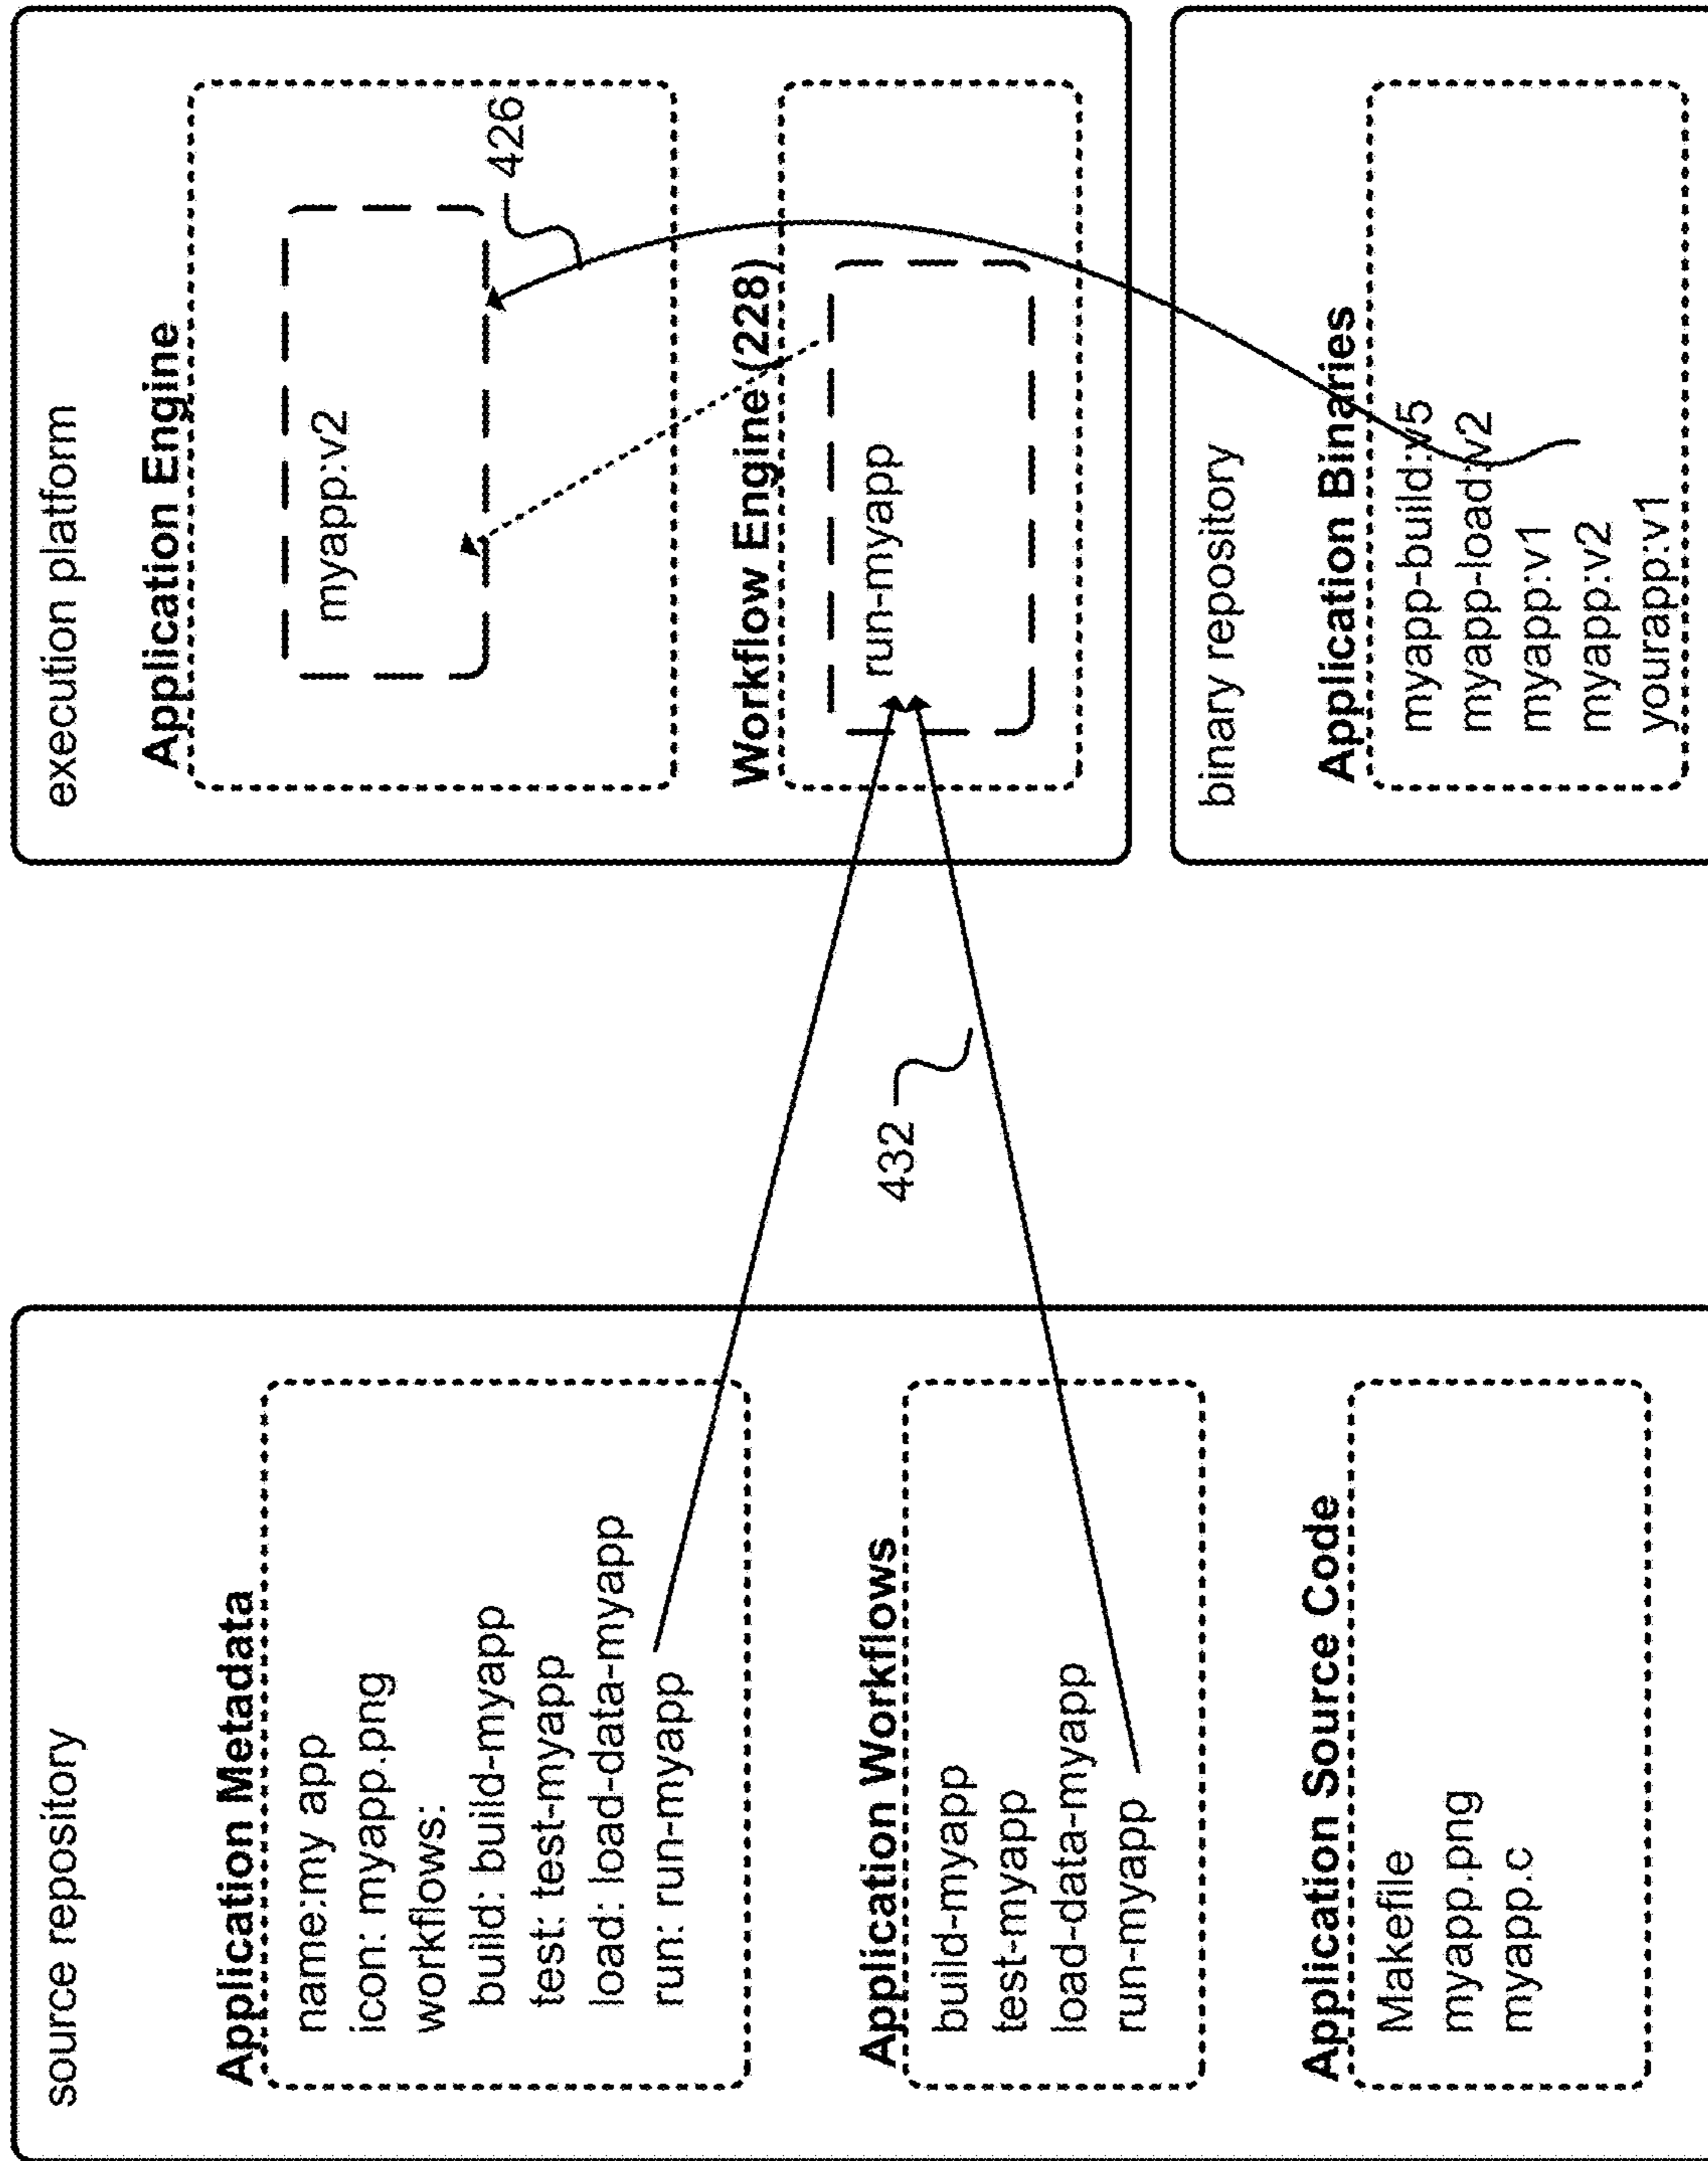 source repository
Application Metadata
name:my app
icon: myapp.png
workflows:
build: build-myapp
test: test-myapp
load: load-data-myapp
run: run-myapp
Application Workflows
build-myapp
test-myapp
load-data-myapp
run-myapp
Application Source Code
Makefile
myapp.png
myapp.c
432
execution platform
Application Engine
myapp:v2
426
Workflow Engine (228)
run-myapp
binary repository
Application Binaries
myapp-build:v5
myapp-load:v2
myapp:v1
myapp:v2
yourapp:v1